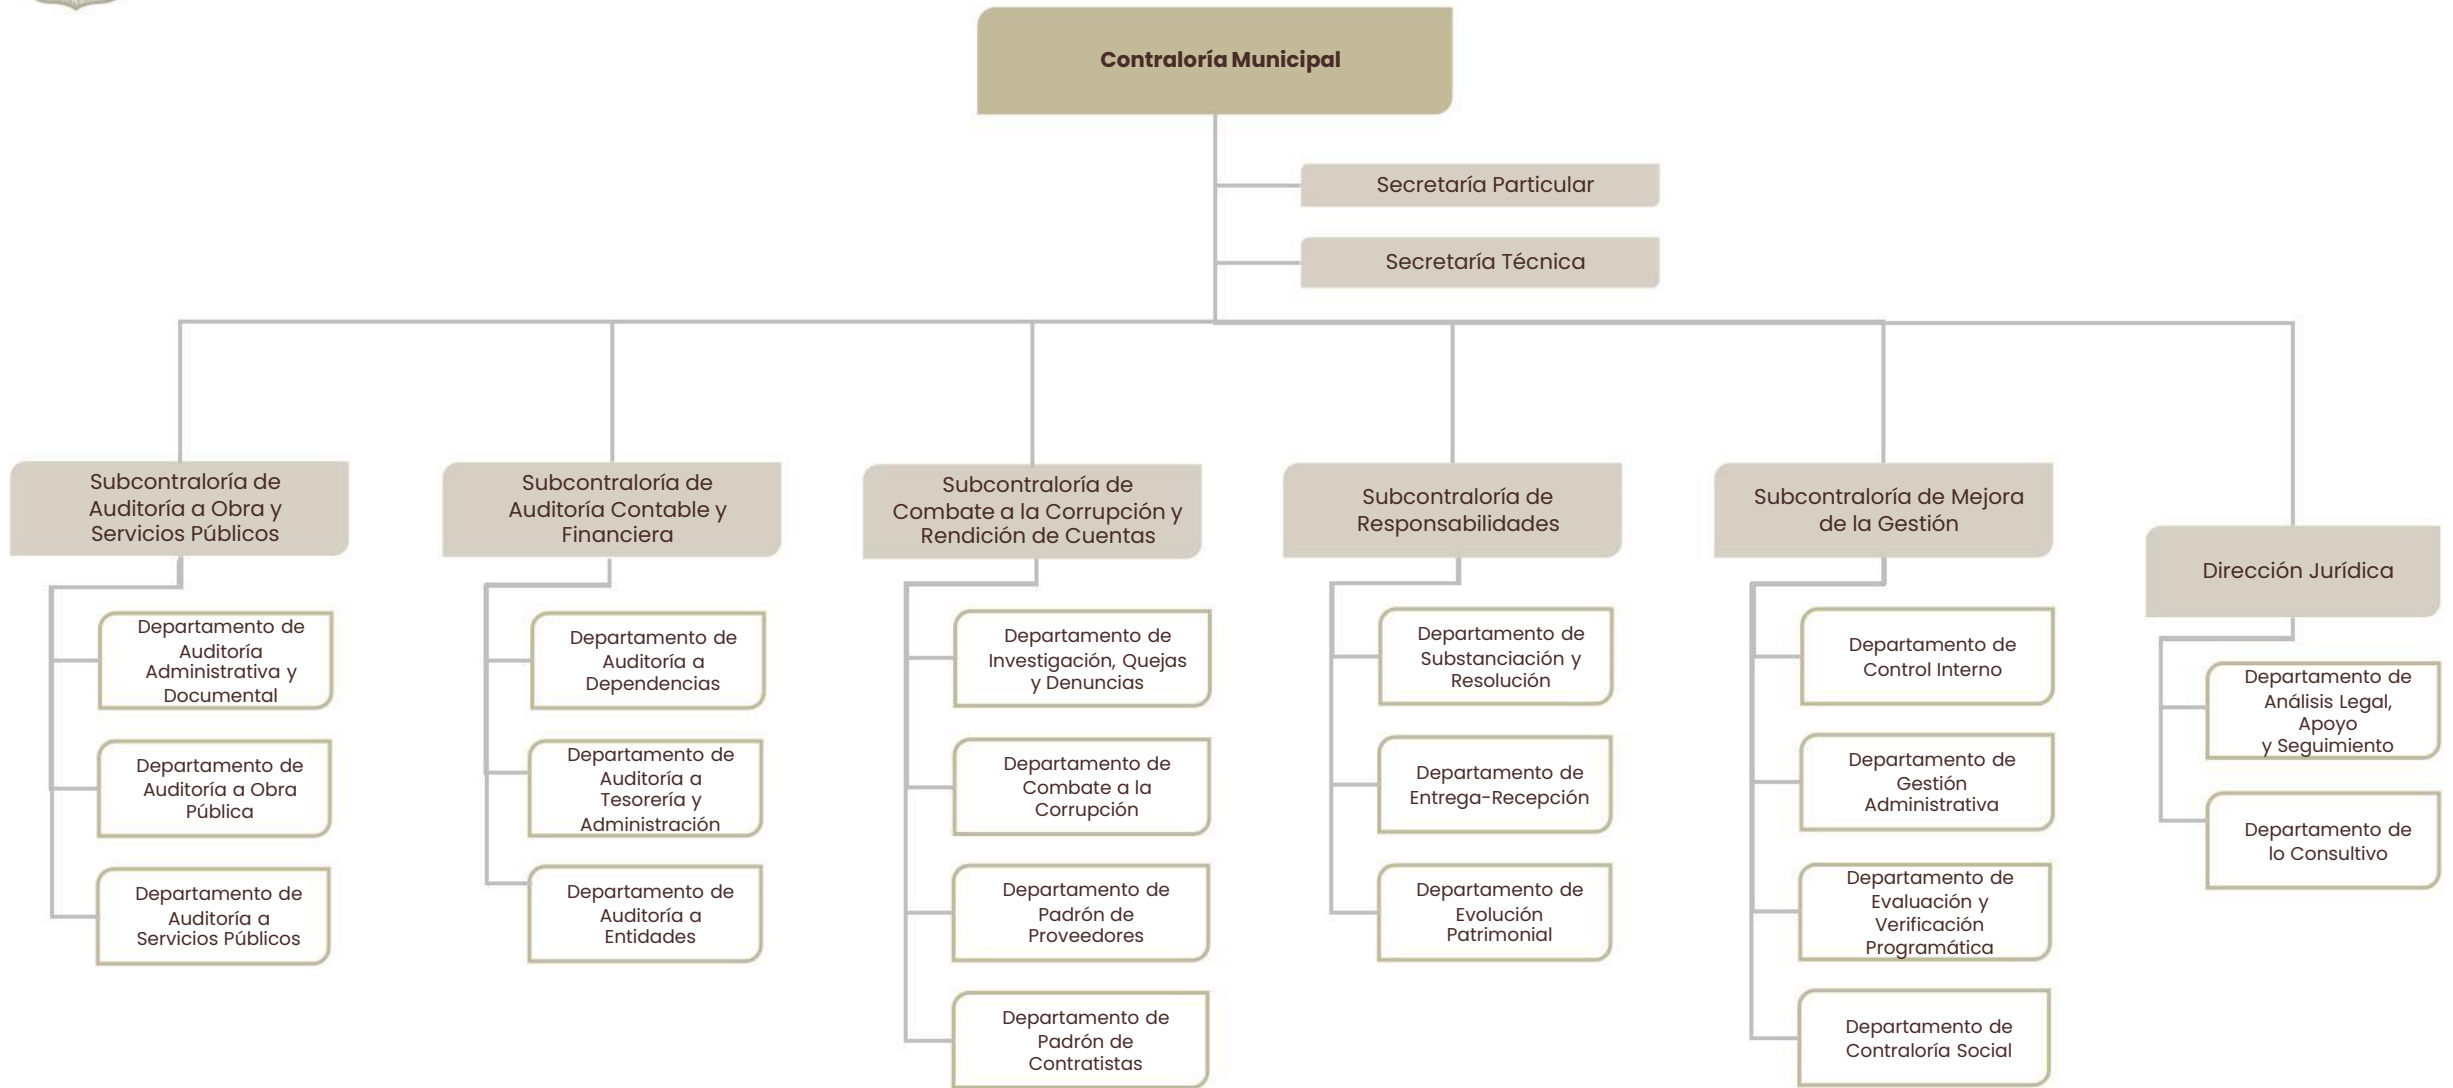 Contraloría Municipal
Secretaría Particular
Secretaría Técnica
Subcontraloría de
Auditoría a Obra y
Servicios Públicos
Departamento de
Auditoría
Administrativa y
Documental
Departamento de
Auditoría a Obra
Pública
Departamento de
Auditoría a
Servicios Públicos
Subcontraloría de
Auditoría Contable y
Financiera
Departamento de
Auditoría a
Dependencias
Departamento de
Auditoría a
Tesorería y
Administración
Departamento de
Auditoría a
Entidades
Subcontraloría de
Combate a la Corrupción y
Rendición de Cuentas
Departamento de
Investigación, Quejas
y Denuncias
Departamento de
Combate a la
Corrupción
Departamento de
Padrón de
Proveedores
Departamento de
Padrón de
Contratistas
Subcontraloría de
Responsabilidades
Departamento de
Substanciación y
Resolución
Departamento de
Entrega-Recepción
Departamento de
Evolución
Patrimonial
Subcontraloría de Mejora
de la Gestión
Departamento de
Control Interno
Departamento de
Gestión
Administrativa
Departamento de
Evaluación y
Verificación
Programática
Departamento de
Contraloría Social
Dirección Jurídica
Departamento de
Análisis Legal,
Apoyo
y Seguimiento
Departamento de
lo Consultivo